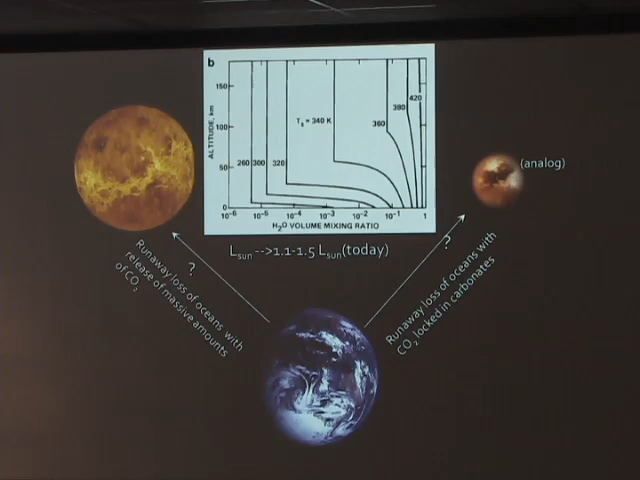 b
ALTITUDE, km
150
100
50
0
T_s = 340 K
260
300
320
360
380
420
10⁻⁶
10⁻⁵
10⁻⁴
10⁻³
10⁻²
10⁻¹
1
H₂O VOLUME MIXING RATIO
(analog)
L_sun -->1.1-1.5 L_sun(today)
?
Runaway loss of oceans with
release of massive amounts
of CO₂
?
Runaway loss of oceans with
CO₂ locked in carbonates